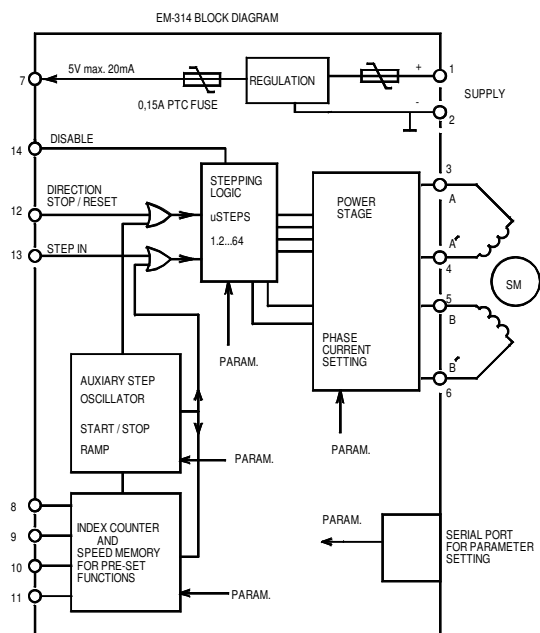 EM-314 BLOCK DIAGRAM
5V max. 20mA
7
0,15A PTC FUSE
REGULATION
+
1
SUPPLY
-
2
14
DISABLE
STEPPING
LOGIC
uSTEPS
1.2...64
POWER
STAGE
PHASE
CURRENT
SETTING
12
DIRECTION
STOP / RESET
13
STEP IN
3
A
A'
4
5
B
B'
6
SM
PARAM.
PARAM.
AUXIARY STEP
OSCILLATOR
START / STOP
RAMP
PARAM.
8
9
10
11
INDEX COUNTER
AND
SPEED MEMORY
FOR PRE-SET
FUNCTIONS
PARAM.
PARAM.
SERIAL PORT
FOR PARAMETER
SETTING